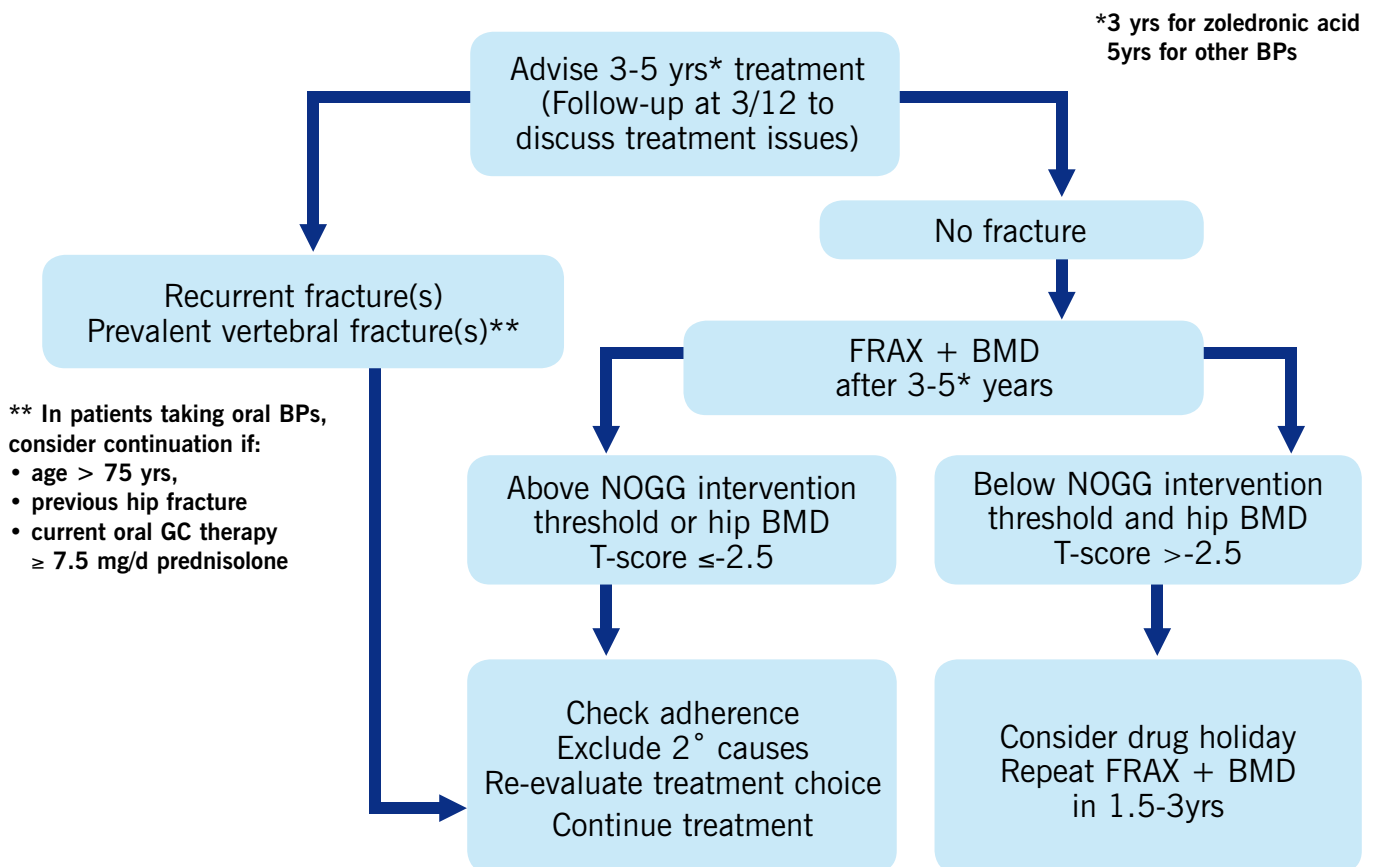 *3 yrs for zoledronic acid
5yrs for other BPs
Advise 3-5 yrs* treatment
(Follow-up at 3/12 to
discuss treatment issues)
No fracture
Recurrent fracture(s)
Prevalent vertebral fracture(s)**
FRAX + BMD
after 3-5* years
** In patients taking oral BPs,
consider continuation if:
• age > 75 yrs,
• previous hip fracture
• current oral GC therapy
≥ 7.5 mg/d prednisolone
Above NOGG intervention
threshold or hip BMD
T-score ≤-2.5
Below NOGG intervention
threshold and hip BMD
T-score >-2.5
Check adherence
Exclude 2˚ causes
Re-evaluate treatment choice
Continue treatment
Consider drug holiday
Repeat FRAX + BMD
in 1.5-3yrs